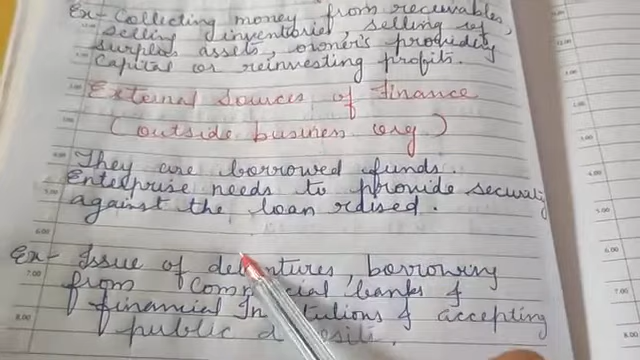 Ex- Collecting money from receivables,
selling inventories, selling of
surplus assets, owner's providing
capital or reinvesting profits.
External Sources of Finance
(outside business org)
They are borrowed funds.
Enterprise needs to provide security
against the loan raised.
Ex- Issue of debentures, borrowing
from commercial banks &
financial Institutions & accepting
public deposits.